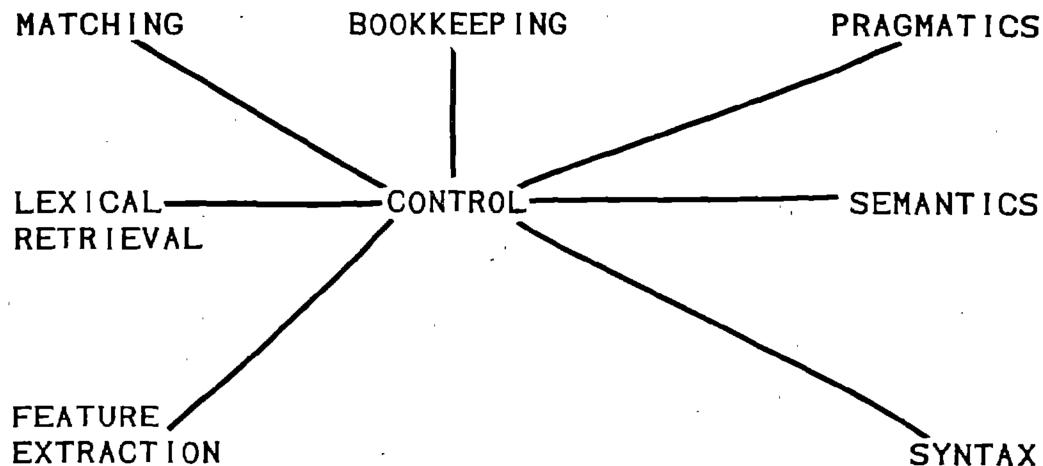 MATCHING BOOKKEEPING PRAGMATICS
LEXICAL CONTROL SEMANTICS
RETRIEVAL
FEATURE
EXTRACTION SYNTAX